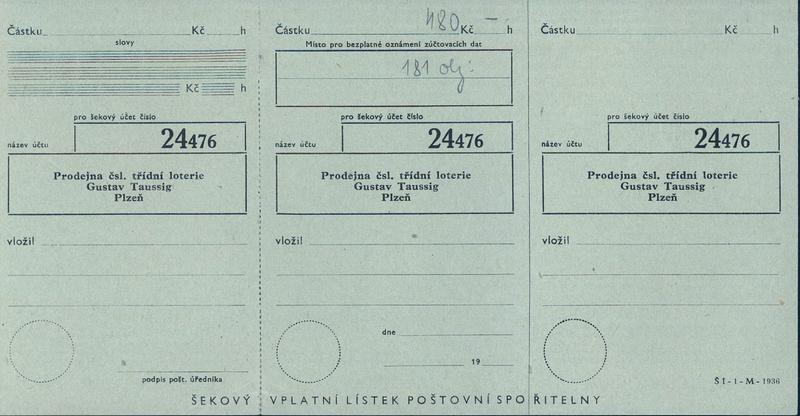 Částku Kč h
slovy
Kč h
pro šekový účet číslo
název účtu 24476
Prodejna čsl. třídní loterie
Gustav Taussig
Plzeň
vložil
podpis pošt. úředníka
Částku 480 — Kč h
Místo pro bezplatné oznámení zúčtovacích dat
181 obj:
pro šekový účet číslo
název účtu 24476
Prodejna čsl. třídní loterie
Gustav Taussig
Plzeň
vložil
dne
19
Částku Kč h
pro šekový účet číslo
název účtu 24476
Prodejna čsl. třídní loterie
Gustav Taussig
Plzeň
vložil
Š I - 1 - M - 1936
ŠEKOVÝ VPLATNÍ LÍSTEK POŠTOVNÍ SPOŘITELNY